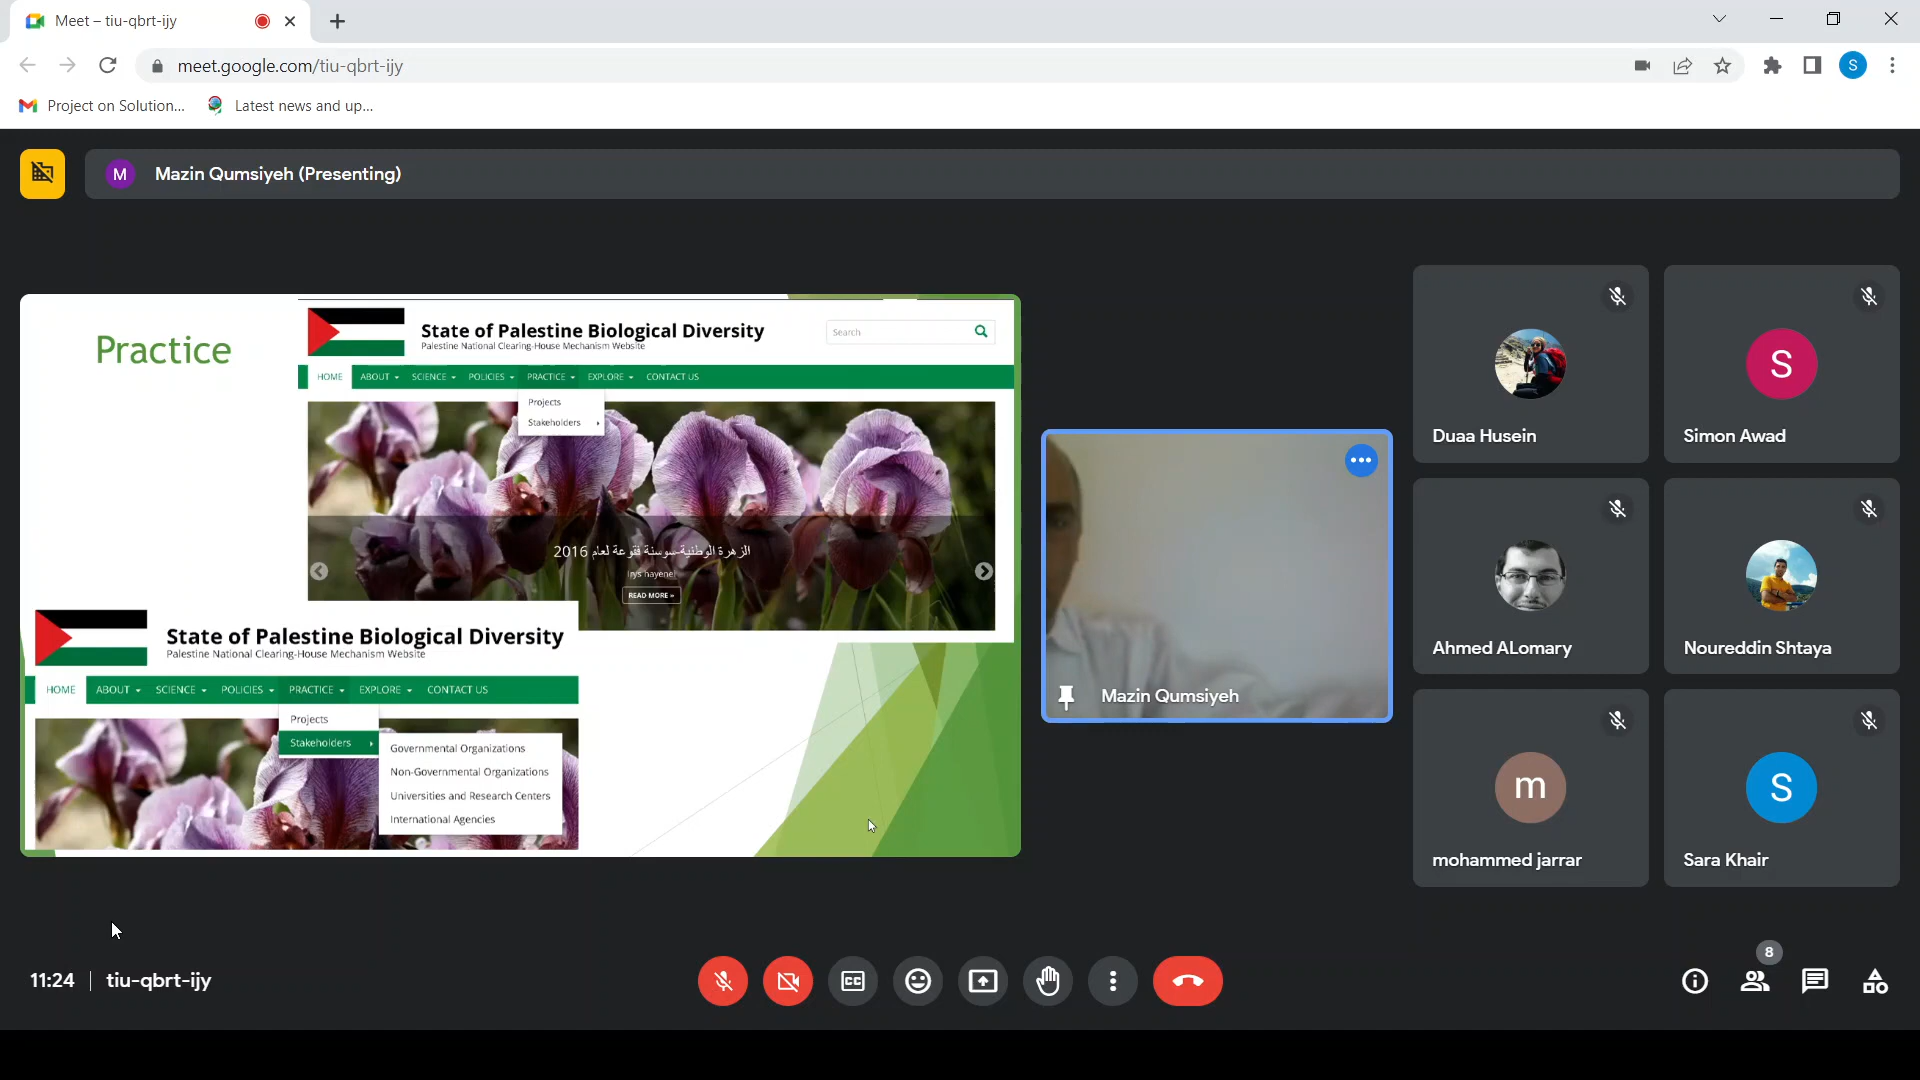 Meet – tiu-qbrt-ijy
meet.google.com/tiu-qbrt-ijy
S
Project on Solution...
Latest news and up...
M
Mazin Qumsiyeh (Presenting)
Practice
State of Palestine Biological Diversity
Palestine National Clearing-House Mechanism Website
Search
HOME ABOUT SCIENCE POLICIES PRACTICE EXPLORE CONTACT US
Projects
Stakeholders
الزهرة الوطنية-سوسنة فقوعة لعام 2016
Irys hayenei
READ MORE »
State of Palestine Biological Diversity
Palestine National Clearing-House Mechanism Website
HOME ABOUT SCIENCE POLICIES PRACTICE EXPLORE CONTACT US
Projects
Stakeholders
Governmental Organizations
Non-Governmental Organizations
Universities and Research Centers
International Agencies
Mazin Qumsiyeh
Duaa Husein
S
Simon Awad
Ahmed ALomary
Noureddin Shtaya
m
mohammed jarrar
S
Sara Khair
11:24 | tiu-qbrt-ijy
CC
8